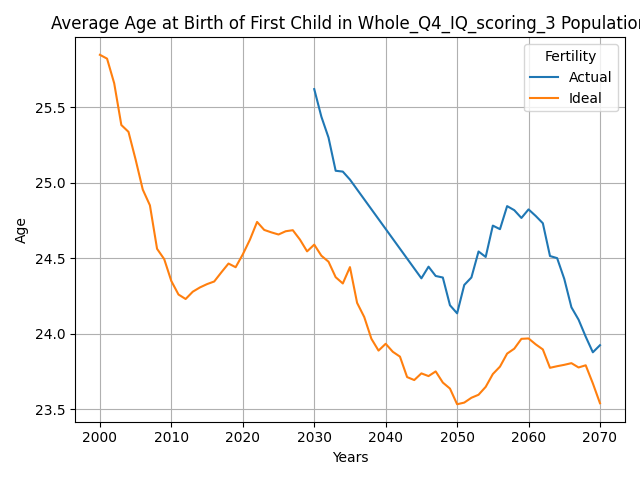 Average Age at Birth of First Child in Whole_Q4_IQ_scoring_3 Population
Fertility
Actual
Ideal
25.5
25.0
24.5
24.0
23.5
Age
2000 2010 2020 2030 2040 2050 2060 2070
Years